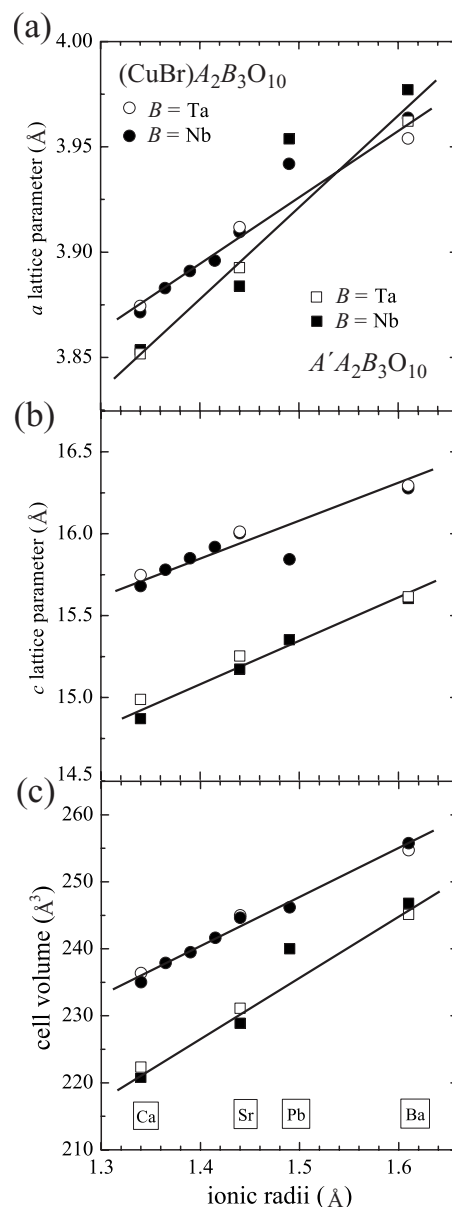 (a)
4.00
3.95
3.90
3.85
a lattice parameter (Å)
(CuBr)A₂B₃O₁₀
B = Ta
B = Nb
B = Ta
B = Nb
A′A₂B₃O₁₀
(b)
16.5
16.0
15.5
15.0
14.5
c lattice parameter (Å)
(c)
260
250
240
230
220
210
cell volume (Å³)
Ca Sr Pb Ba
1.3 1.4 1.5 1.6
ionic radii (Å)